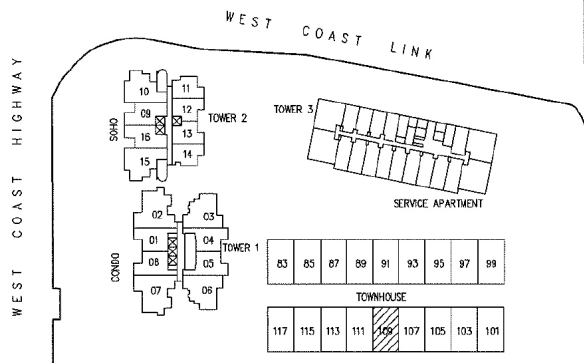 WEST COAST LINK
WEST COAST HIGHWAY
10 11
09 12
SOHO
TOWER 2
16 13
15 14
TOWER 3
SERVICE APARTMENT
02 03
01 04
CONDO
TOWER 1
08 05
07 06
83 85 87 89 91 93 95 97 99
TOWNHOUSE
117 115 113 111 109 107 105 103 101